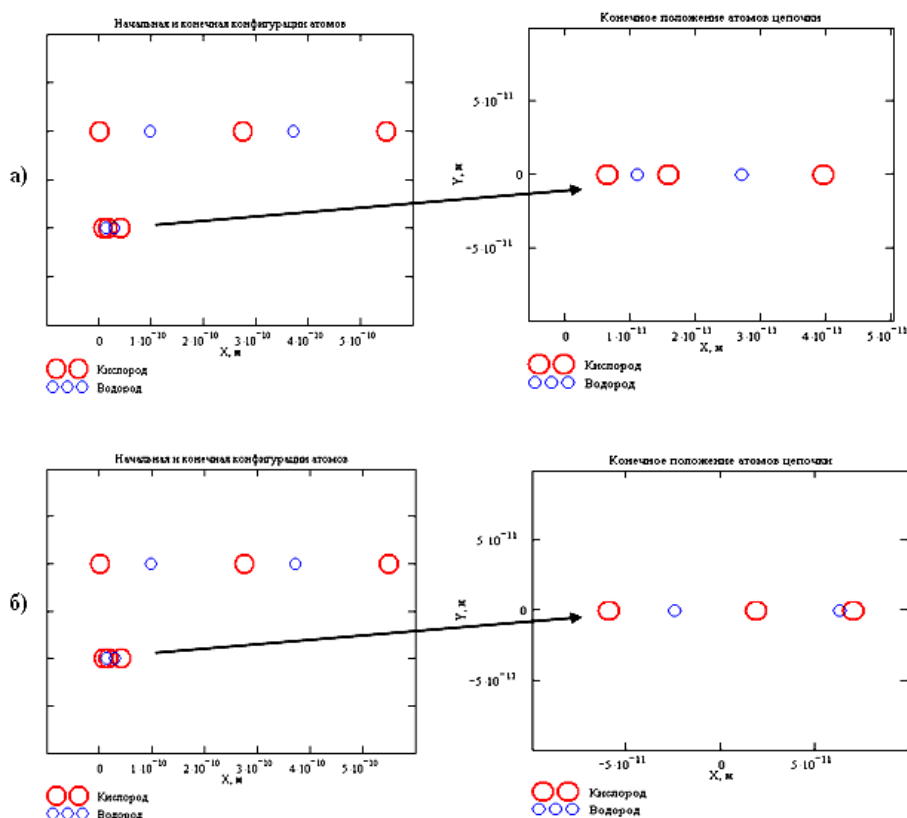 Начальная и конечная конфигурации атомов
Конечное положение атомов цепочки
а)
Y, м
5·10⁻¹¹
0
−5·10⁻¹¹
0 1·10⁻¹⁰ 2·10⁻¹⁰ 3·10⁻¹⁰ 4·10⁻¹⁰ 5·10⁻¹⁰
X, м
0 1·10⁻¹¹ 2·10⁻¹¹ 3·10⁻¹¹ 4·10⁻¹¹ 5·10⁻¹¹
X, м
Кислород
Водород
Кислород
Водород
Начальная и конечная конфигурации атомов
Конечное положение атомов цепочки
б)
Y, м
5·10⁻¹¹
0
−5·10⁻¹¹
0 1·10⁻¹⁰ 2·10⁻¹⁰ 3·10⁻¹⁰ 4·10⁻¹⁰ 5·10⁻¹⁰
X, м
−5·10⁻¹¹ 0 5·10⁻¹¹
X, м
Кислород
Водород
Кислород
Водород